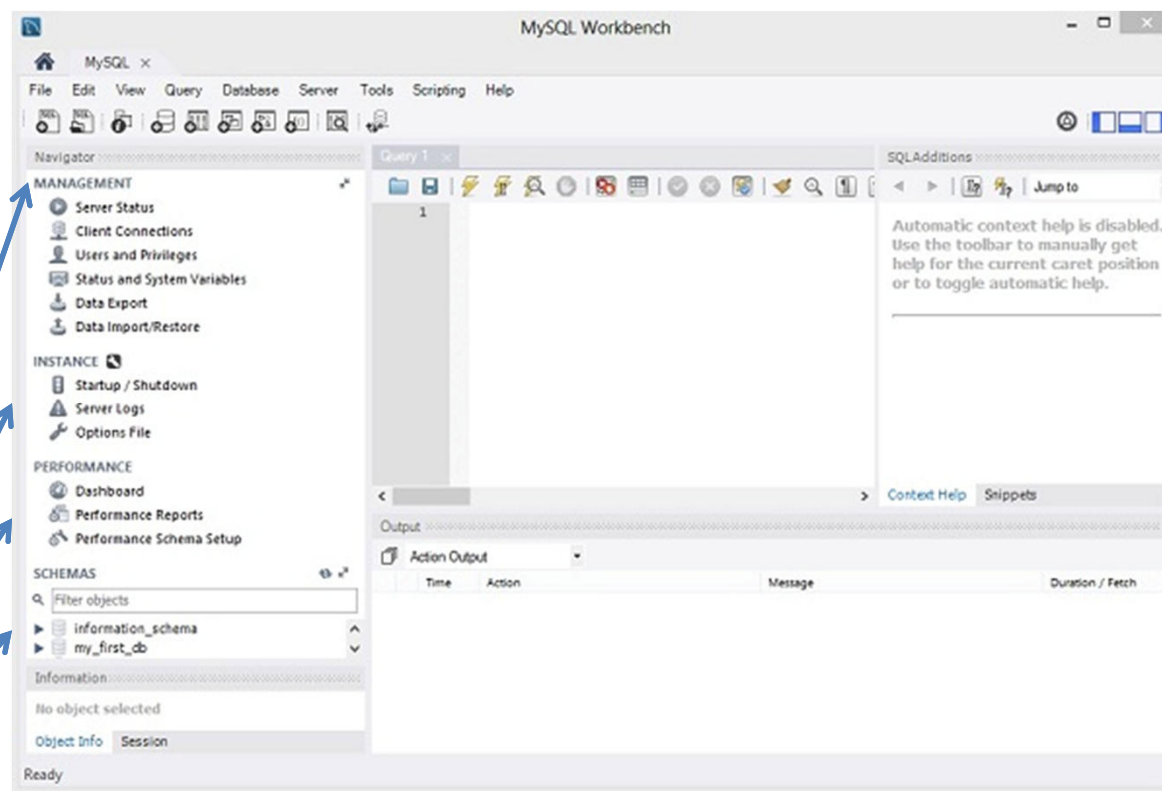 MySQL Workbench
MySQL ×
File Edit View Query Database Server Tools Scripting Help
Navigator
MANAGEMENT
Server Status
Client Connections
Users and Privileges
Status and System Variables
Data Export
Data Import/Restore
INSTANCE
Startup / Shutdown
Server Logs
Options File
PERFORMANCE
Dashboard
Performance Reports
Performance Schema Setup
SCHEMAS
Filter objects
information_schema
my_first_db
Information
No object selected
Object Info Session
Ready
Query 1 ×
1
SQLAdditions
Jump to
Automatic context help is disabled.
Use the toolbar to manually get
help for the current caret position
or to toggle automatic help.
Context Help Snippets
Output
Action Output
Time Action Message Duration / Fetch